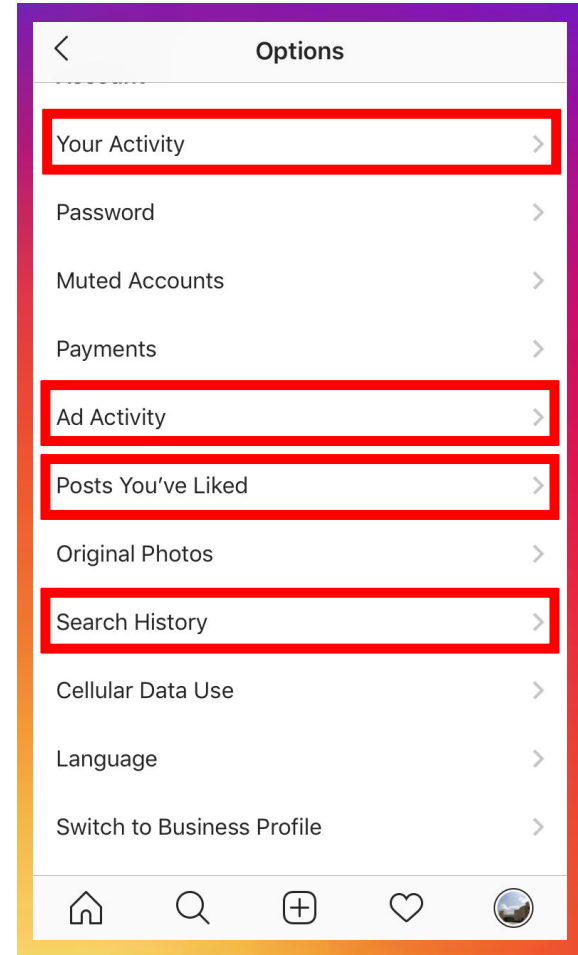 Options
Your Activity
Password
Muted Accounts
Payments
Ad Activity
Posts You’ve Liked
Original Photos
Search History
Cellular Data Use
Language
Switch to Business Profile